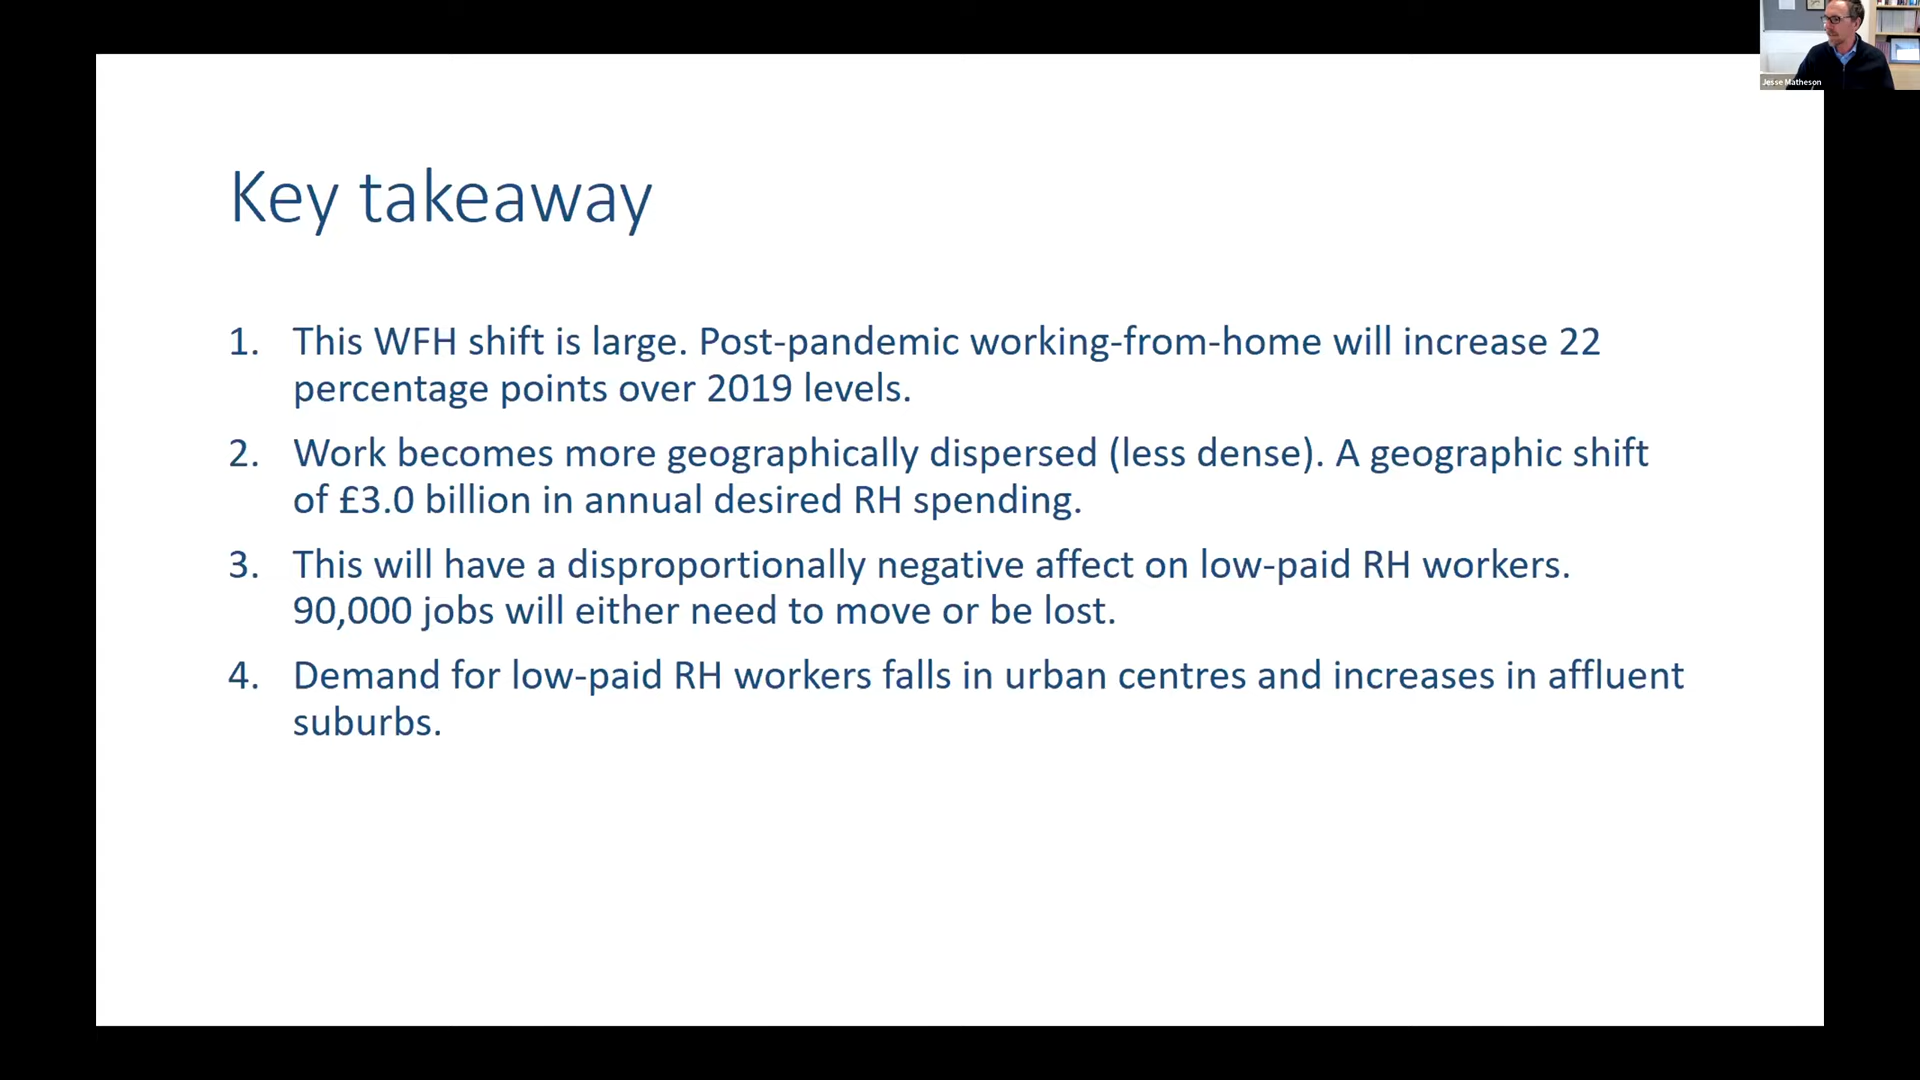 Jesse Matheson
Key takeaway
1. This WFH shift is large. Post-pandemic working-from-home will increase 22
percentage points over 2019 levels.
2. Work becomes more geographically dispersed (less dense). A geographic shift
of £3.0 billion in annual desired RH spending.
3. This will have a disproportionally negative affect on low-paid RH workers.
90,000 jobs will either need to move or be lost.
4. Demand for low-paid RH workers falls in urban centres and increases in affluent
suburbs.